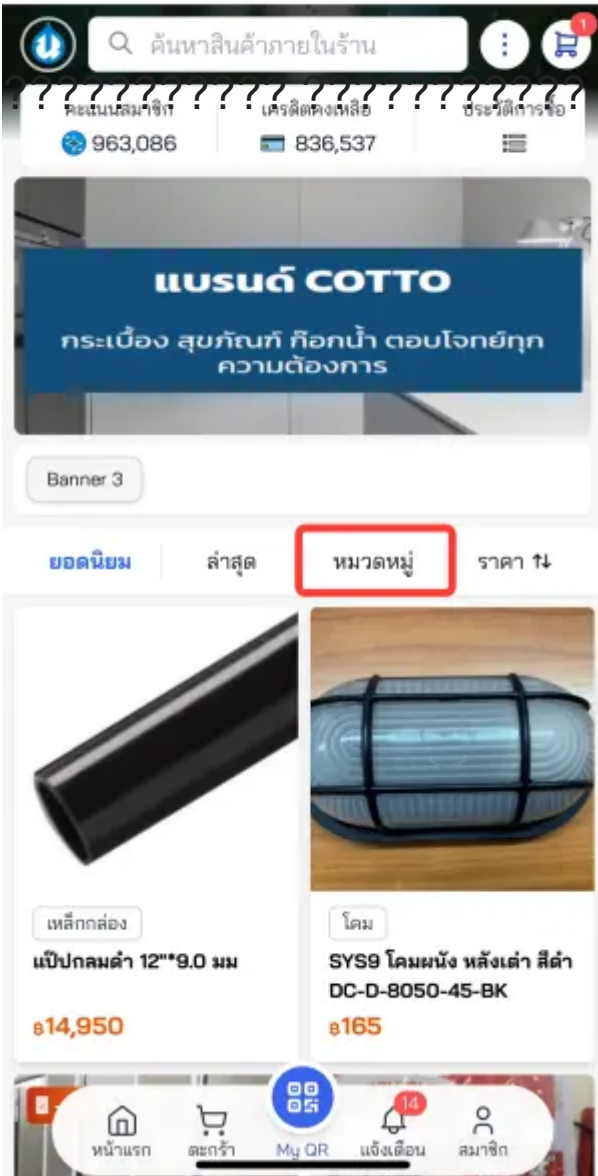 น
ค้นหาสินค้าภายในร้าน
1
? ? ? ? ? ? ? ? ? ? ? ? ? ? ? ? ? ? ? ? ? ?
คะแนนสมาชิก เครดิตคงเหลือ ประวัติการซื้อ
963,086 836,537
แบรนด์ COTTO
กระเบื้อง สุขภัณฑ์ ก๊อกน้ำ ตอบโจทย์ทุก
ความต้องการ
Banner 3
ยอดนิยม ล่าสุด หมวดหมู่ ราคา ⇅
เหล็กกล่อง
แป๊ปกลมดำ 12"*9.0 มม
฿14,950
โคม
SYS9 โคมผนัง หลังเต่า สีดำ
DC-D-8050-45-BK
฿165
14
หน้าแรก ตะกร้า My QR แจ้งเตือน สมาชิก